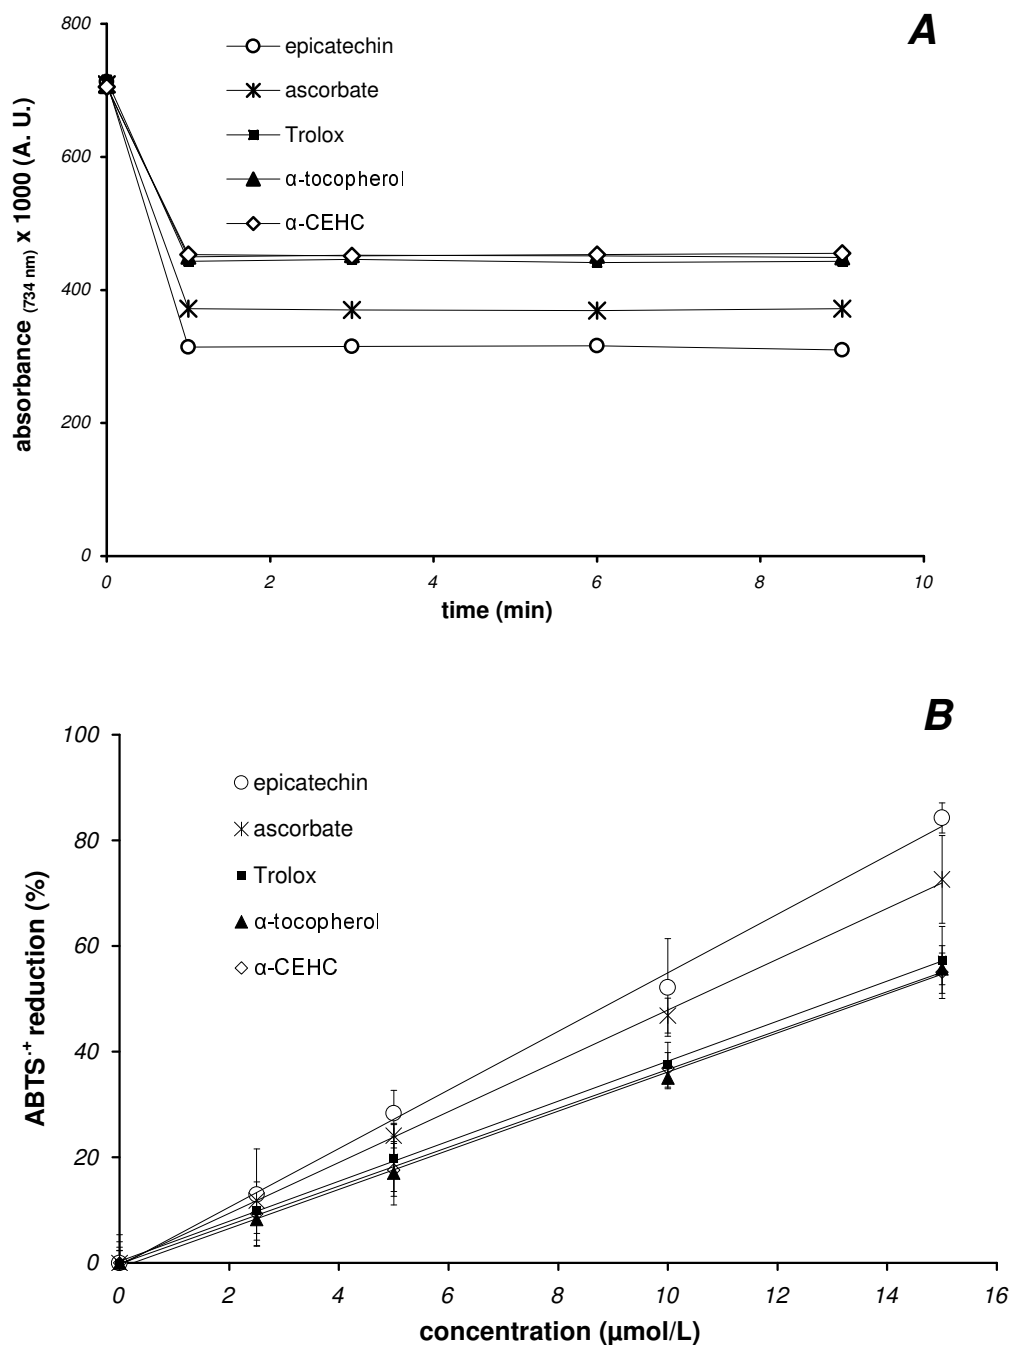 A
800
600
400
200
0
absorbance (734 nm) x 1000 (A. U.)
epicatechin
ascorbate
Trolox
α-tocopherol
α-CEHC
0 2 4 6 8 10
time (min)
B
100
80
60
40
20
0
ABTS·+ reduction (%)
epicatechin
ascorbate
Trolox
α-tocopherol
α-CEHC
0 2 4 6 8 10 12 14 16
concentration (µmol/L)